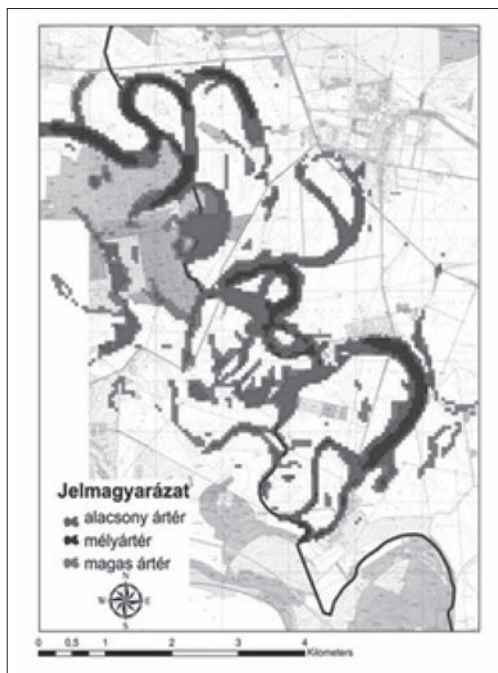 Jelmagyarázat
alacsony ártér
mélyártér
magas ártér
N
W E
S
0 0,5 1 2 3 4
Kilometers